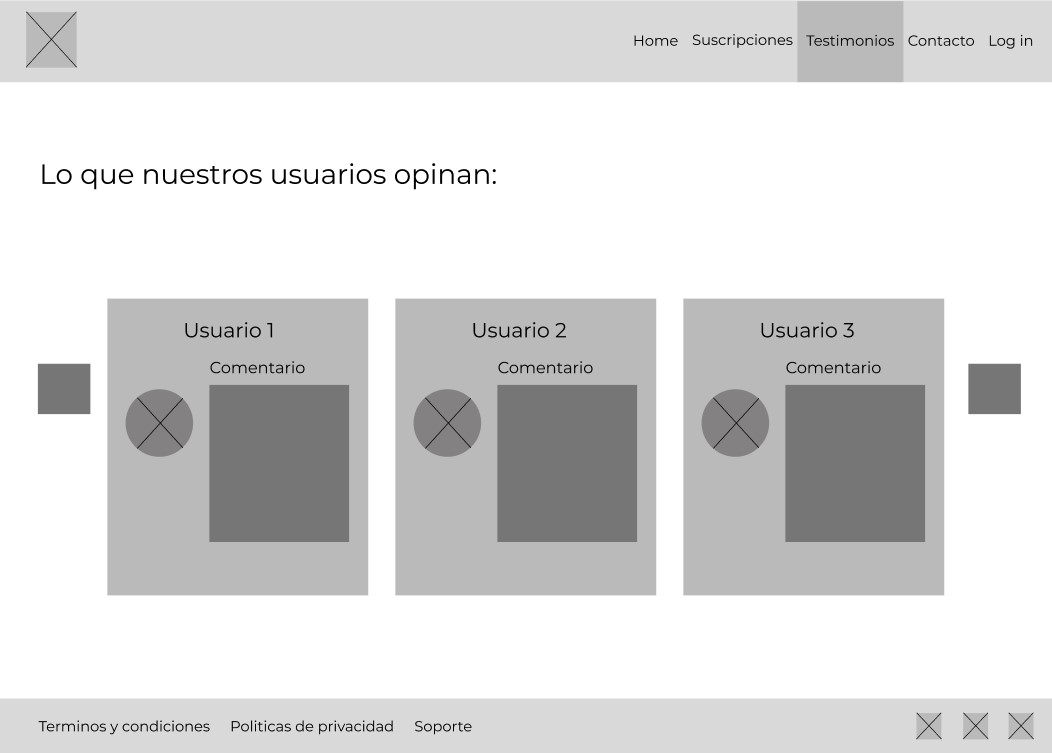 Home Suscripciones Testimonios Contacto Log in
Lo que nuestros usuarios opinan:
Usuario 1
Comentario
Usuario 2
Comentario
Usuario 3
Comentario
Terminos y condiciones Politicas de privacidad Soporte